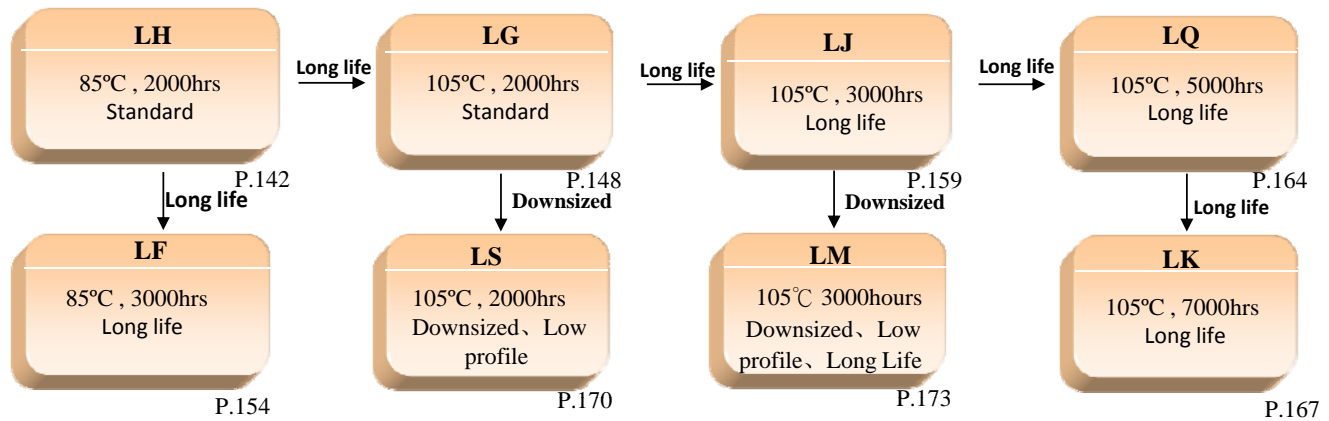 LH
85ºC , 2000hrs
Standard
P.142
Long life
LG
105ºC , 2000hrs
Standard
P.148
Long life
LJ
105ºC , 3000hrs
Long life
P.159
Long life
LQ
105ºC , 5000hrs
Long life
P.164
Long life
LF
85ºC , 3000hrs
Long life
P.154
Downsized
LS
105ºC , 2000hrs
Downsized、Low
profile
P.170
Downsized
LM
105℃ 3000hours
Downsized、Low
profile、Long Life
P.173
Long life
LK
105ºC , 7000hrs
Long life
P.167